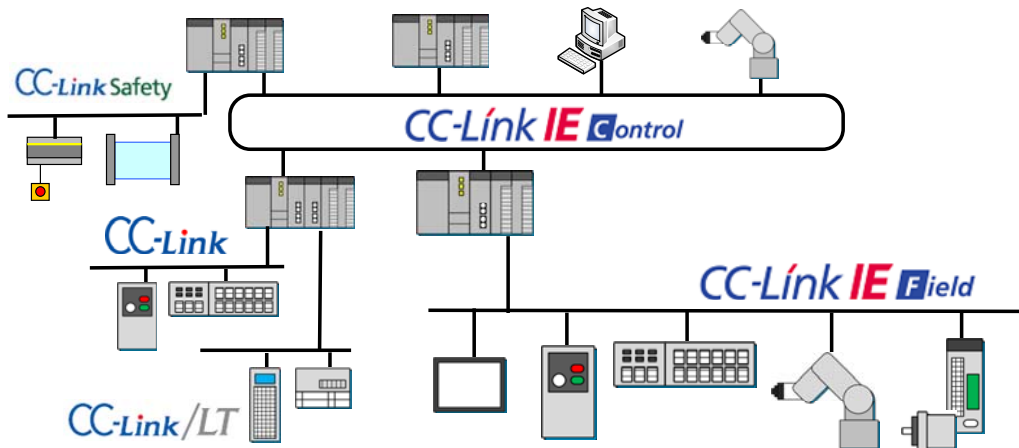 CC-Link Safety
CC-Link IE Control
CC-Link
CC-Link IE Field
CC-Link/LT